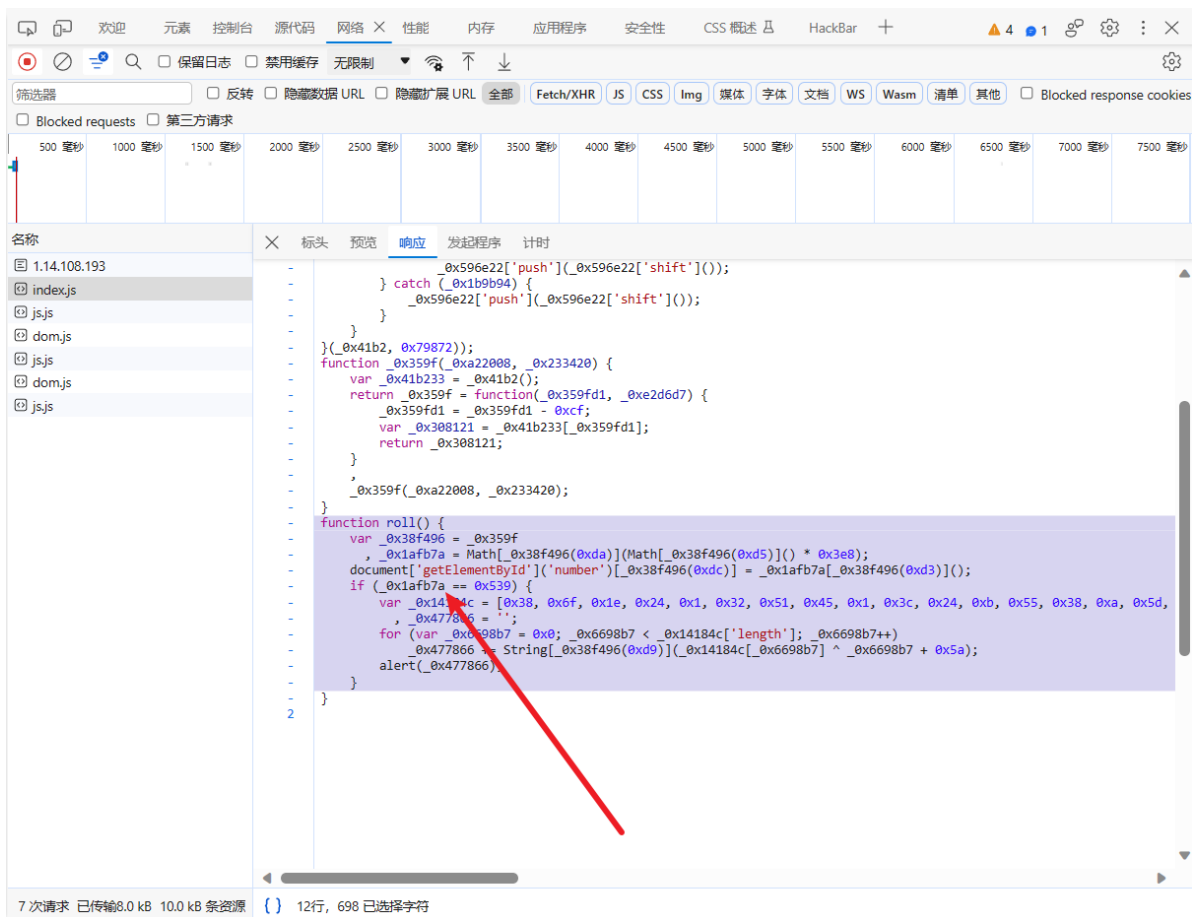 欢迎 元素 控制台 源代码 网络 性能 内存 应用程序 安全性 CSS 概述 HackBar 4 1
保留日志 禁用缓存 无限制
筛选器 反转 隐藏数据 URL 隐藏扩展 URL 全部 Fetch/XHR JS CSS Img 媒体 字体 文档 WS Wasm 清单 其他 Blocked response cookies
Blocked requests 第三方请求
500 毫秒 1000 毫秒 1500 毫秒 2000 毫秒 2500 毫秒 3000 毫秒 3500 毫秒 4000 毫秒 4500 毫秒 5000 毫秒 5500 毫秒 6000 毫秒 6500 毫秒 7000 毫秒 7500 毫秒
名称
1.14.108.193
index.js
js.js
dom.js
js.js
dom.js
js.js
标头 预览 响应 发起程序 计时
- _0x596e22['push'](_0x596e22['shift']());
- } catch (_0x1b9b94) {
- _0x596e22['push'](_0x596e22['shift']());
- }
- }
- }(_0x41b2, 0x79872));
- function _0x359f(_0xa22008, _0x233420) {
- var _0x41b233 = _0x41b2();
- return _0x359f = function(_0x359fd1, _0xe2d6d7) {
- _0x359fd1 = _0x359fd1 - 0xcf;
- var _0x308121 = _0x41b233[_0x359fd1];
- return _0x308121;
- }
- ,
- _0x359f(_0xa22008, _0x233420);
- }
- function roll() {
- var _0x38f496 = _0x359f
- , _0x1afb7a = Math[_0x38f496(0xda)](Math[_0x38f496(0xd5)]() * 0x3e8);
- document['getElementById']('number')[_0x38f496(0xdc)] = _0x1afb7a[_0x38f496(0xd3)]();
- if (_0x1afb7a == 0x539) {
- var _0x14184c = [0x38, 0x6f, 0x1e, 0x24, 0x1, 0x32, 0x51, 0x45, 0x1, 0x3c, 0x24, 0xb, 0x55, 0x38, 0xa, 0x5d,
- , _0x477866 = '';
- for (var _0x6698b7 = 0x0; _0x6698b7 < _0x14184c['length']; _0x6698b7++)
- _0x477866 += String[_0x38f496(0xd9)](_0x14184c[_0x6698b7] ^ _0x6698b7 + 0x5a);
- alert(_0x477866)
- }
- }
2
7 次请求 已传输8.0 kB 10.0 kB 条资源 { } 12行，698 已选择字符